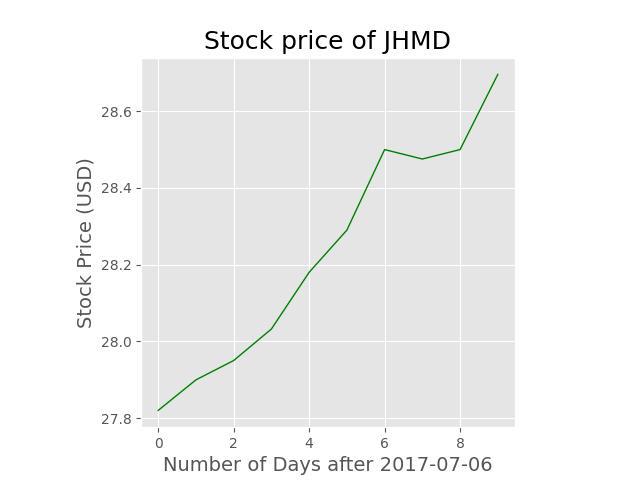 Stock price of JHMD
Stock Price (USD)
28.6
28.4
28.2
28.0
27.8
0 2 4 6 8
Number of Days after 2017-07-06